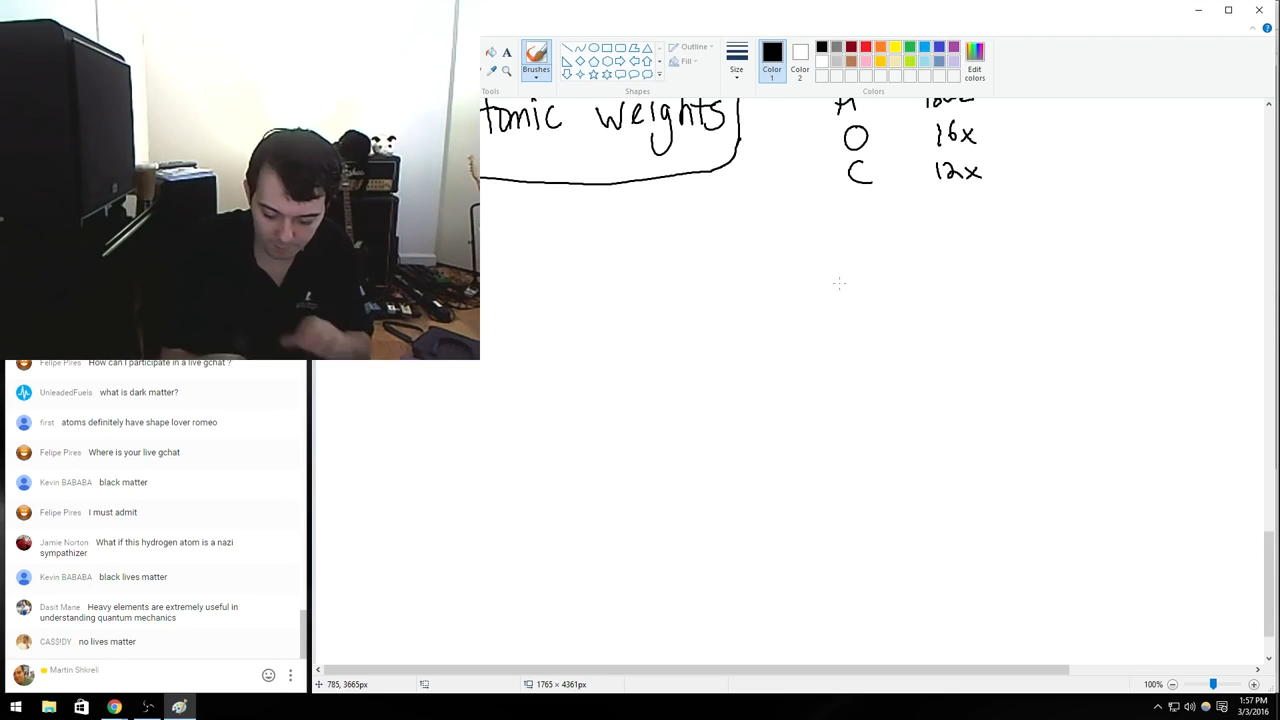 Tools
Brushes
Outline
Fill
Shapes
Size
Color
1
Color
2
Edit
colors
Colors
tomic weights
H
O 16x
C 12x
Felipe Pires How can I participate in a live gchat ?
UnleadedFuels what is dark matter?
first atoms definitely have shape lover romeo
Felipe Pires Where is your live gchat
Kevin BABABA black matter
Felipe Pires I must admit
Jamie Norton What if this hydrogen atom is a nazi
sympathizer
Kevin BABABA black lives matter
Dasit Mane Heavy elements are extremely useful in
understanding quantum mechanics
CA$$!DY no lives matter
Martin Shkreli
785, 3665px
1765 × 4361px
100%
1:57 PM
3/3/2016